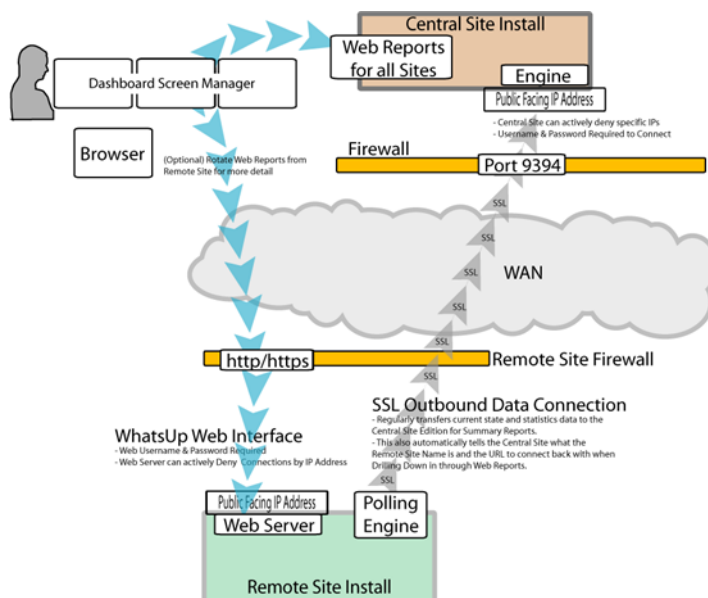 Central Site Install
Web Reports
for all Sites
Engine
Public Facing IP Address
- Central Site can actively deny specific IPs
- Username & Password Required to Connect
Dashboard Screen Manager
Browser
(Optional) Rotate Web Reports from
Remote Site for more detail
Firewall
Port 9394
SSL
SSL
SSL
SSL
SSL
SSL
SSL
SSL
SSL
WAN
http/https
Remote Site Firewall
SSL Outbound Data Connection
- Regularly transfers current state and statistics data to the
Central Site Edition for Summary Reports.
- This also automatically tells the Central Site what the
Remote Site Name is and the URL to connect back with when
Drilling Down in through Web Reports.
WhatsUp Web Interface
- Web Username & Password Required
- Web Server can actively Deny Connections by IP Address
Public Facing IP Address
Web Server
Polling
Engine
Remote Site Install